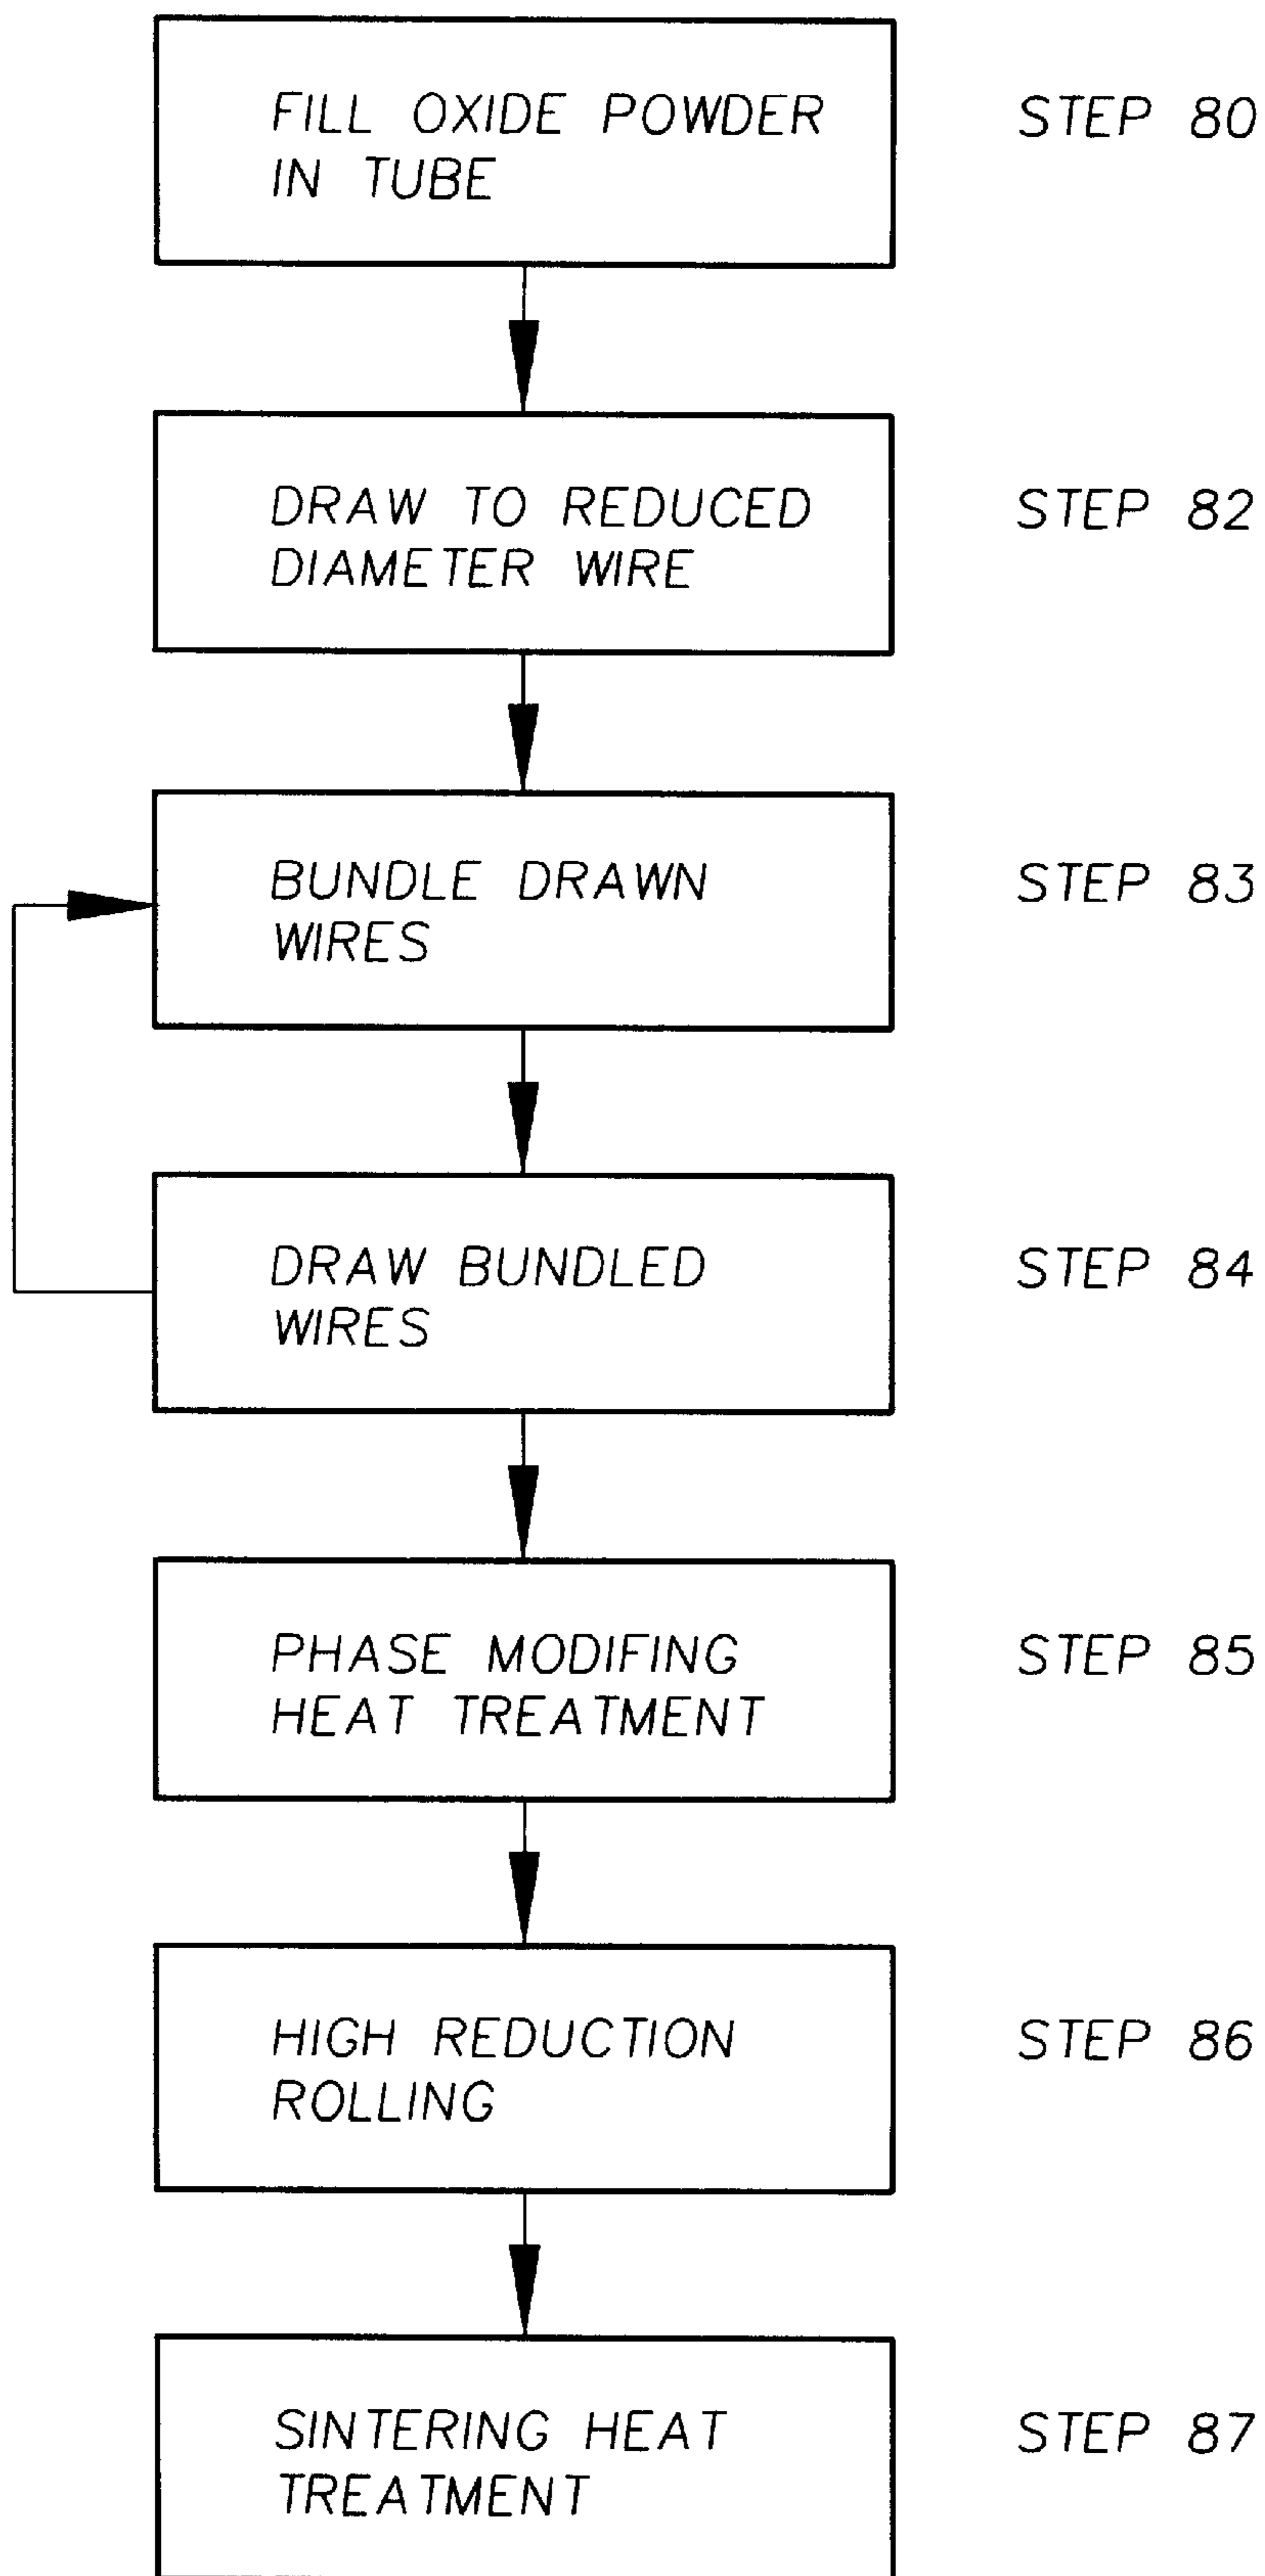 FILL OXIDE POWDER STEP 80
IN TUBE
DRAW TO REDUCED STEP 82
DIAMETER WIRE
BUNDLE DRAWN STEP 83
WIRES
DRAW BUNDLED STEP 84
WIRES
PHASE MODIFING STEP 85
HEAT TREATMENT
HIGH REDUCTION STEP 86
ROLLING
SINTERING HEAT STEP 87
TREATMENT